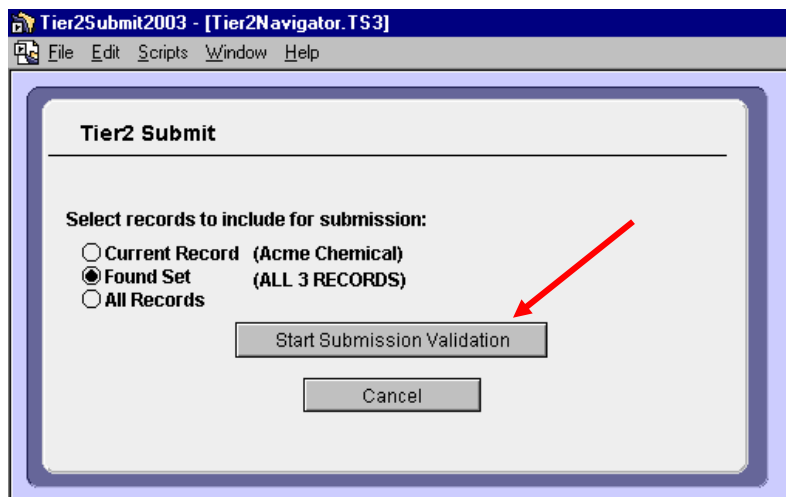 Tier2Submit2003 - [Tier2Navigator.TS3]
File Edit Scripts Window Help
Tier2 Submit
Select records to include for submission:
Current Record (Acme Chemical)
Found Set (ALL 3 RECORDS)
All Records
Start Submission Validation
Cancel